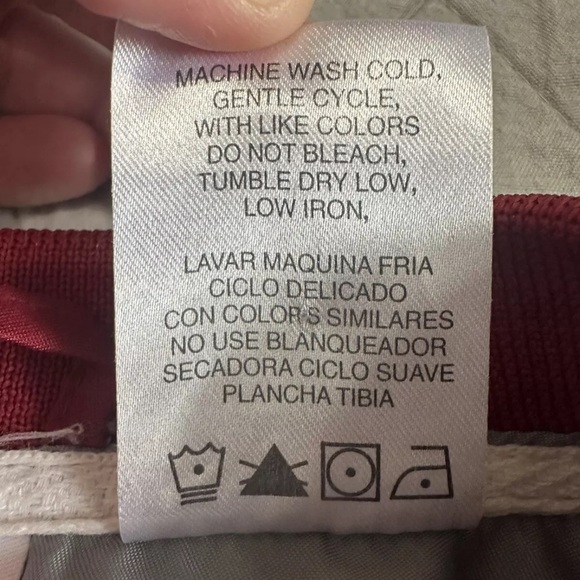 MACHINE WASH COLD,
GENTLE CYCLE,
WITH LIKE COLORS
DO NOT BLEACH,
TUMBLE DRY LOW,
LOW IRON,
LAVAR MAQUINA FRIA
CICLO DELICADO
CON COLORS SIMILARES
NO USE BLANQUEADOR
SECADORA CICLO SUAVE
PLANCHA TIBIA